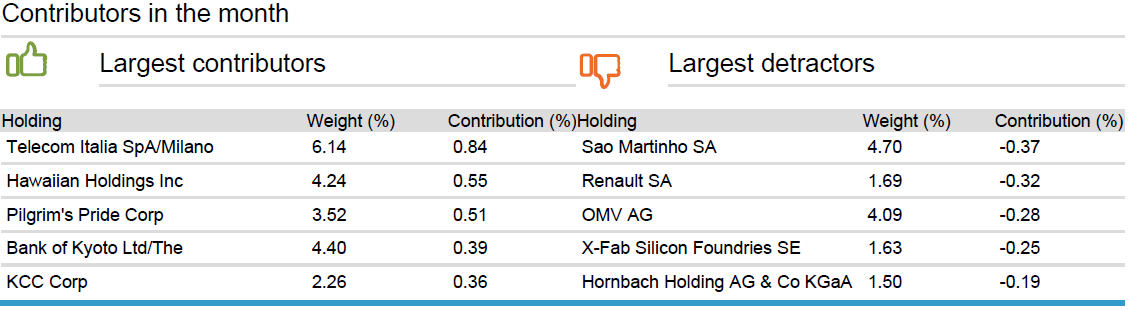 Contributors in the month
Largest contributors Largest detractors
Holding Weight (%) Contribution (%) Holding Weight (%) Contribution (%)
Telecom Italia SpA/Milano 6.14 0.84 Sao Martinho SA 4.70 -0.37
Hawaiian Holdings Inc 4.24 0.55 Renault SA 1.69 -0.32
Pilgrim's Pride Corp 3.52 0.51 OMV AG 4.09 -0.28
Bank of Kyoto Ltd/The 4.40 0.39 X-Fab Silicon Foundries SE 1.63 -0.25
KCC Corp 2.26 0.36 Hornbach Holding AG & Co KGaA 1.50 -0.19